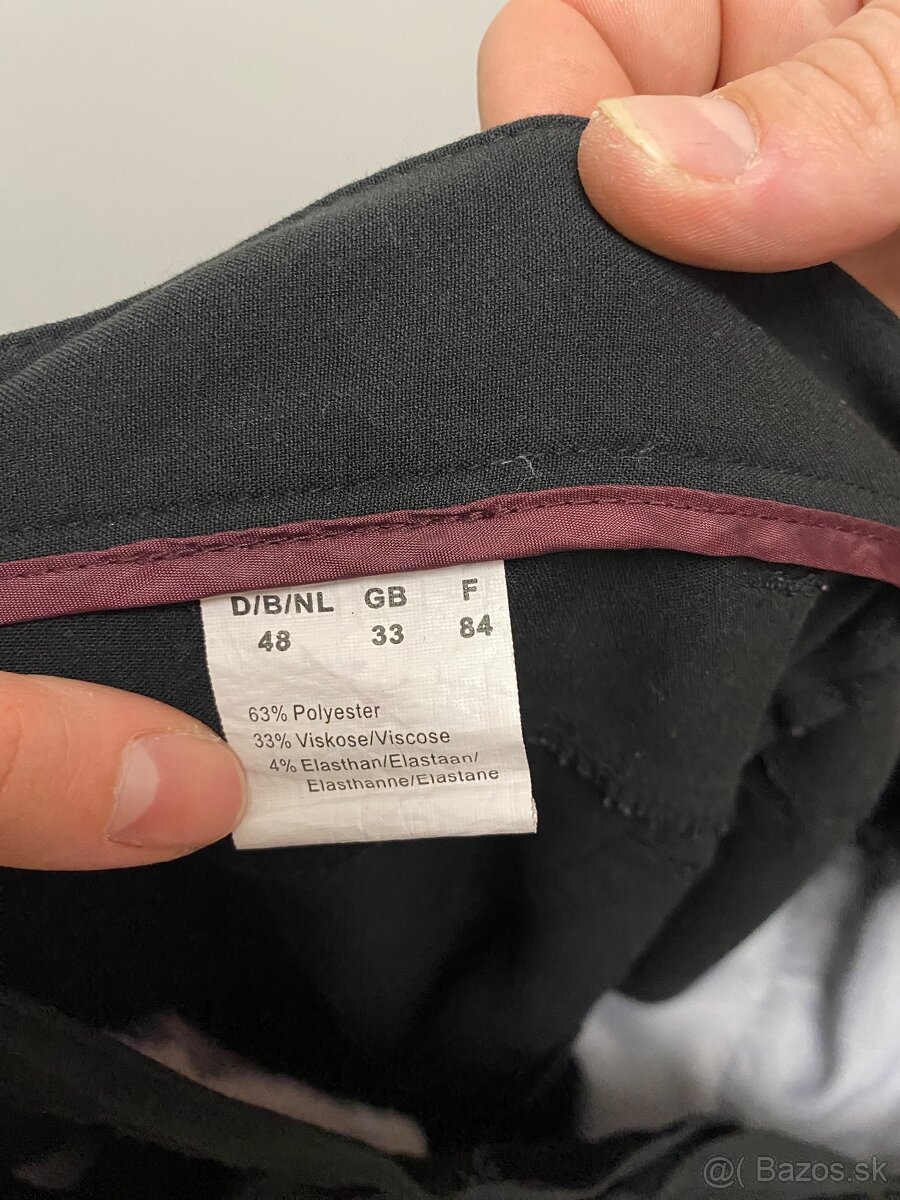 D/B/NL GB F
48 33 84
63% Polyester
33% Viskose/Viscose
4% Elasthan/Elastaan/
Elasthanne/Elastane
@( Bazos.sk